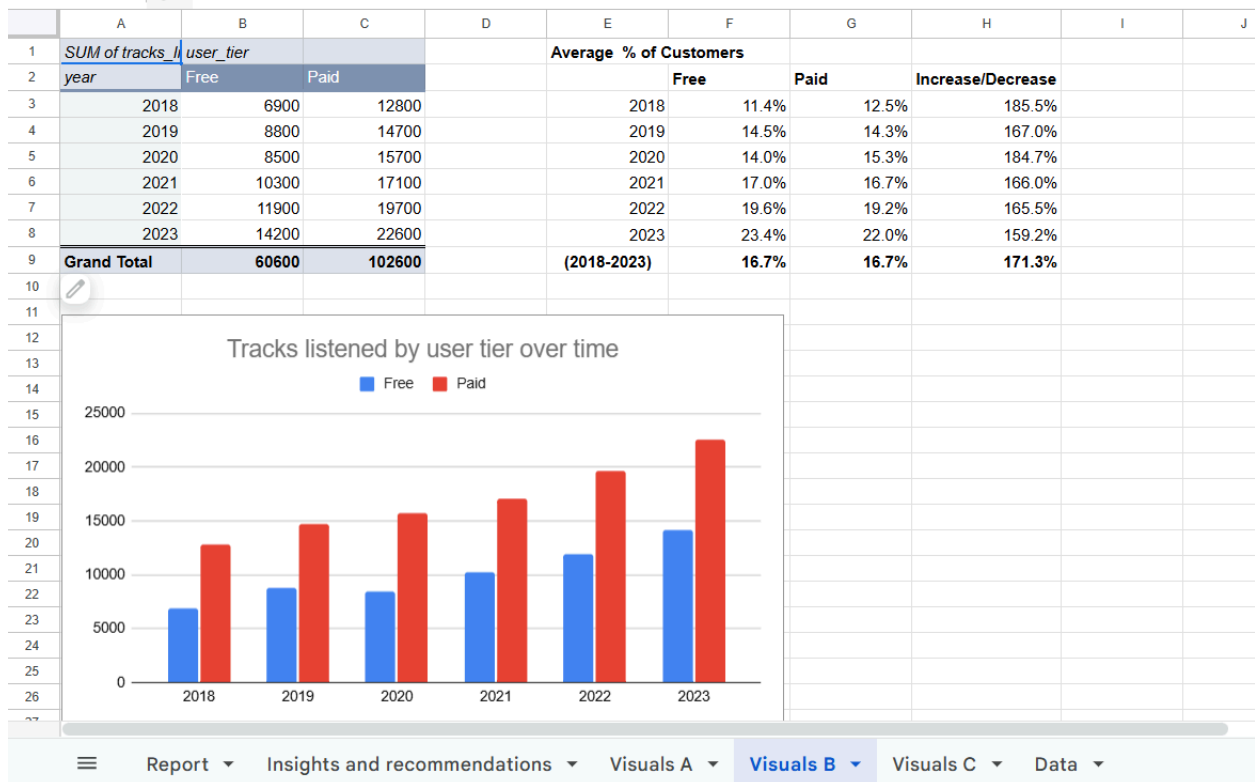 A B C D E F G H I J
1 SUM of tracks_li user_tier Average % of Customers
2 year Free Paid Free Paid Increase/Decrease
3 2018 6900 12800 2018 11.4% 12.5% 185.5%
4 2019 8800 14700 2019 14.5% 14.3% 167.0%
5 2020 8500 15700 2020 14.0% 15.3% 184.7%
6 2021 10300 17100 2021 17.0% 16.7% 166.0%
7 2022 11900 19700 2022 19.6% 19.2% 165.5%
8 2023 14200 22600 2023 23.4% 22.0% 159.2%
9 Grand Total 60600 102600 (2018-2023) 16.7% 16.7% 171.3%
10
11
12
Tracks listened by user tier over time
13
14
Free Paid
15
25000
16
17
20000
18
19
15000
20
21
10000
22
23
5000
24
25
0
26
2018 2019 2020 2021 2022 2023
27
Report Insights and recommendations Visuals A Visuals B Visuals C Data